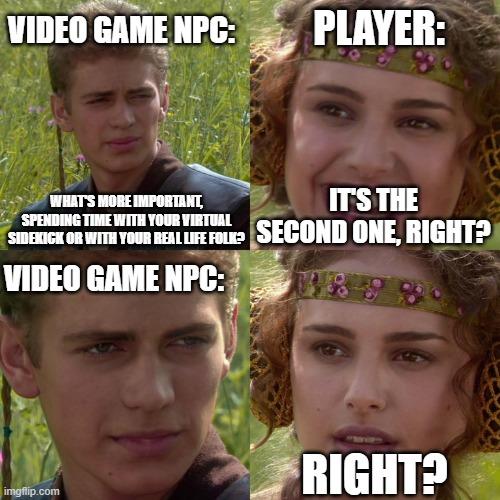 VIDEO GAME NPC:
WHAT'S MORE IMPORTANT,
SPENDING TIME WITH YOUR VIRTUAL
SIDEKICK OR WITH YOUR REAL LIFE FOLK?
PLAYER:
IT'S THE
SECOND ONE, RIGHT?
VIDEO GAME NPC:
RIGHT?
imgflip.com